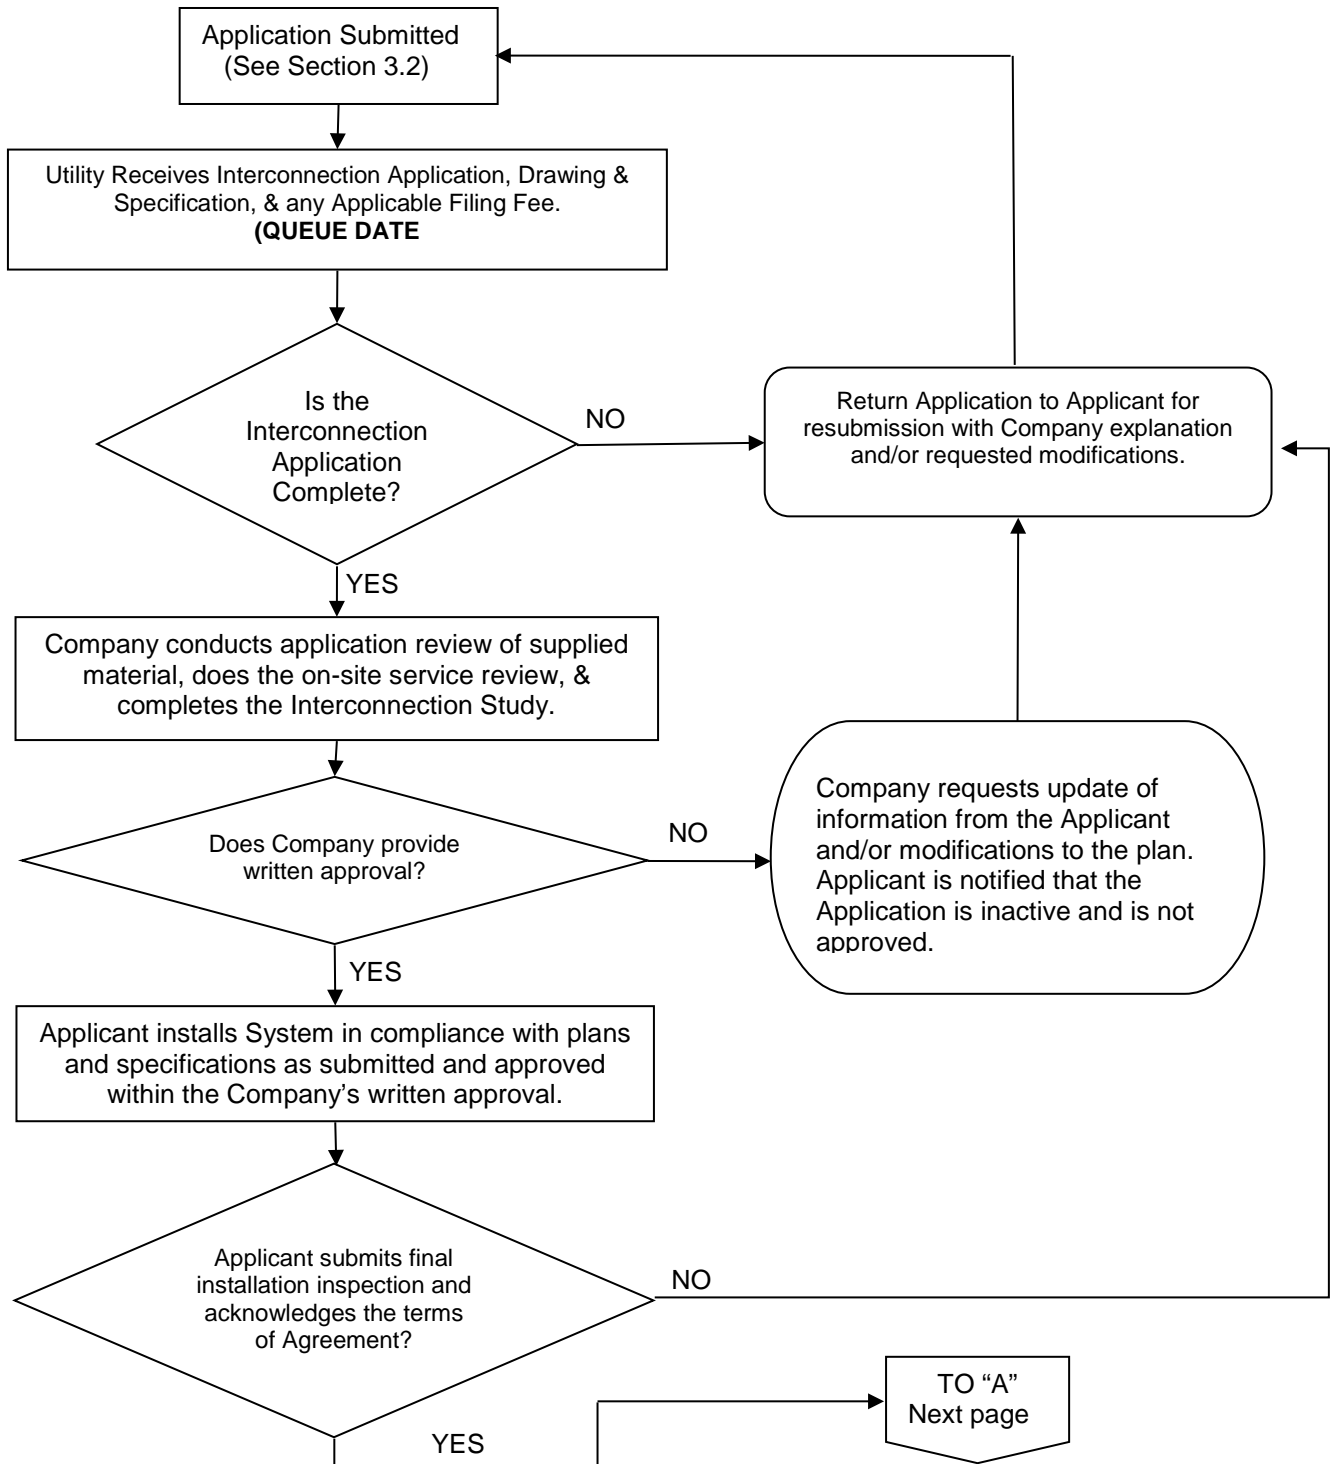 Application Submitted
(See Section 3.2)
Utility Receives Interconnection Application, Drawing &
Specification, & any Applicable Filing Fee.
(QUEUE DATE
Is the
Interconnection
Application
Complete?
NO
Return Application to Applicant for
resubmission with Company explanation
and/or requested modifications.
YES
Company conducts application review of supplied
material, does the on-site service review, &
completes the Interconnection Study.
Does Company provide
written approval?
NO
Company requests update of
information from the Applicant
and/or modifications to the plan.
Applicant is notified that the
Application is inactive and is not
approved.
YES
Applicant installs System in compliance with plans
and specifications as submitted and approved
within the Company’s written approval.
Applicant submits final
installation inspection and
acknowledges the terms
of Agreement?
NO
YES
TO “A”
Next page